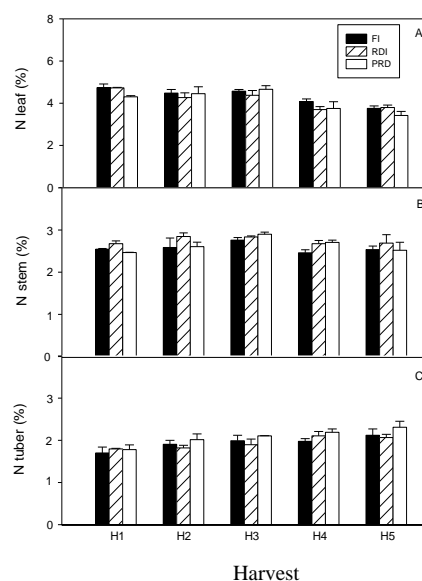 8
A
FI
RDI
PRD
6
N leaf (%)
4
2
0
B
3
N stem (%)
2
1
0
C
3
N tuber (%)
2
1
0
H1 H2 H3 H4 H5
Harvest